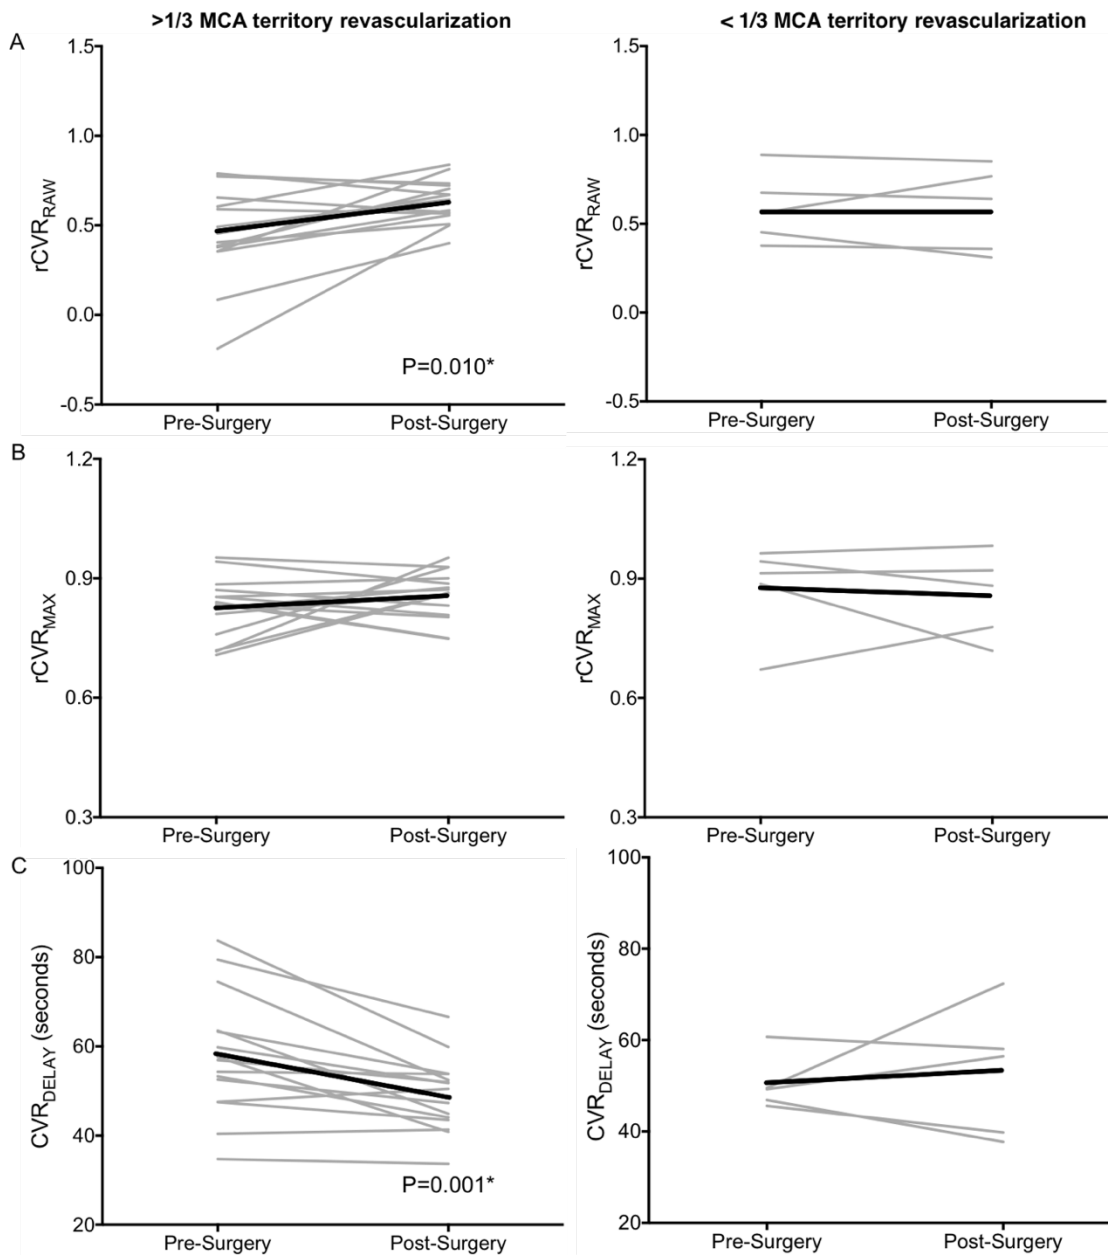 >1/3 MCA territory revascularization
< 1/3 MCA territory revascularization
A
1.5
1.0
0.5
0.0
-0.5
rCVRRAW
P=0.010*
Pre-Surgery
Post-Surgery
1.5
1.0
0.5
0.0
-0.5
rCVRRAW
Pre-Surgery
Post-Surgery
B
1.2
0.9
0.6
0.3
rCVRMAX
Pre-Surgery
Post-Surgery
1.2
0.9
0.6
0.3
rCVRMAX
Pre-Surgery
Post-Surgery
C
100
80
60
40
20
CVRDELAY (seconds)
P=0.001*
Pre-Surgery
Post-Surgery
100
80
60
40
20
CVRDELAY (seconds)
Pre-Surgery
Post-Surgery